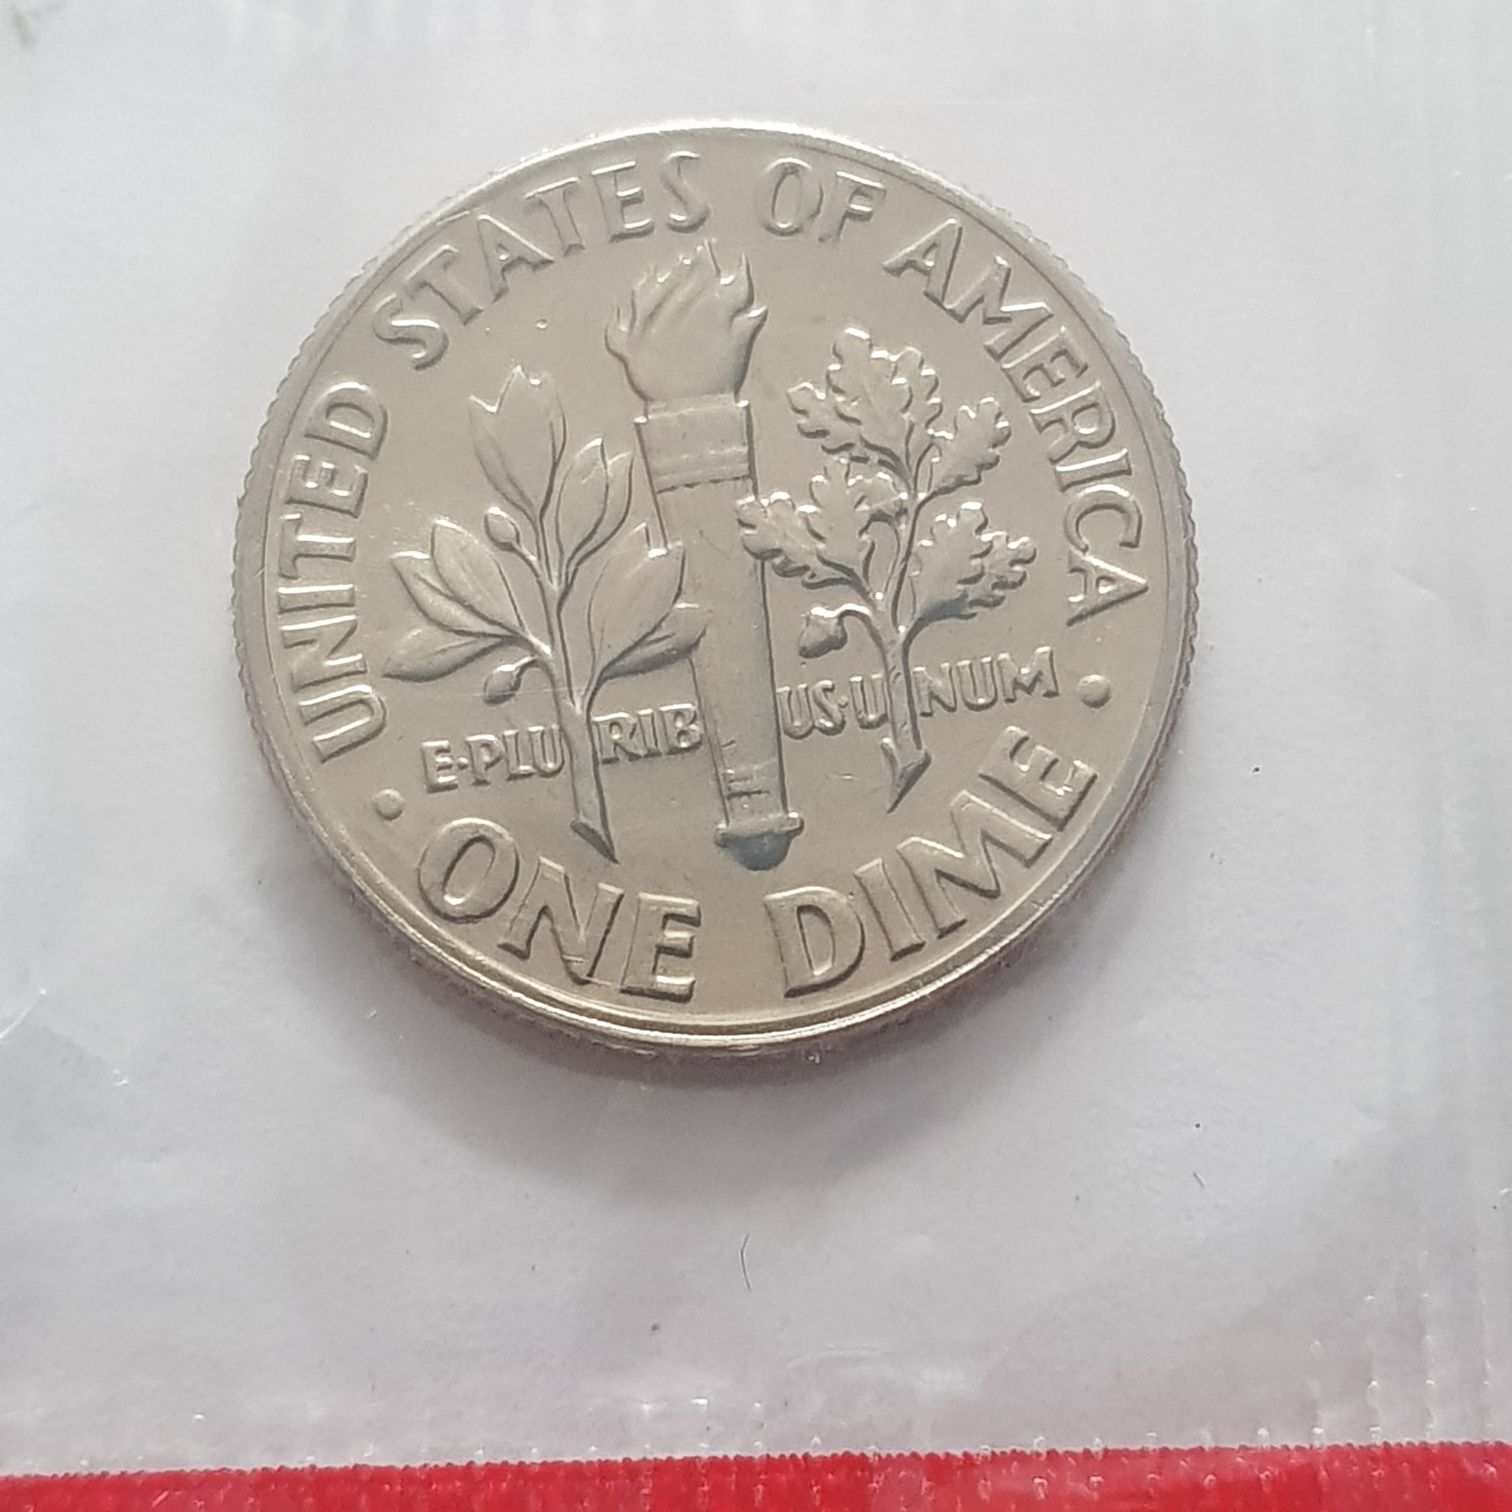 UNITED STATES OF AMERICA
E·PLURIBUS·UNUM
• ONE DIME •